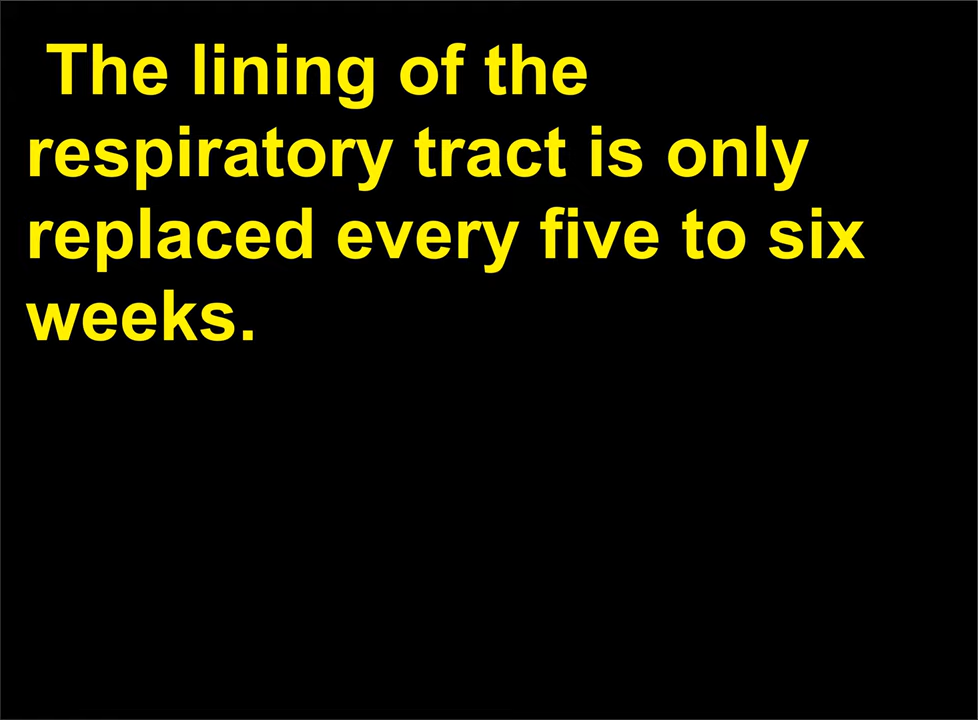 The lining of the
respiratory tract is only
replaced every five to six
weeks.